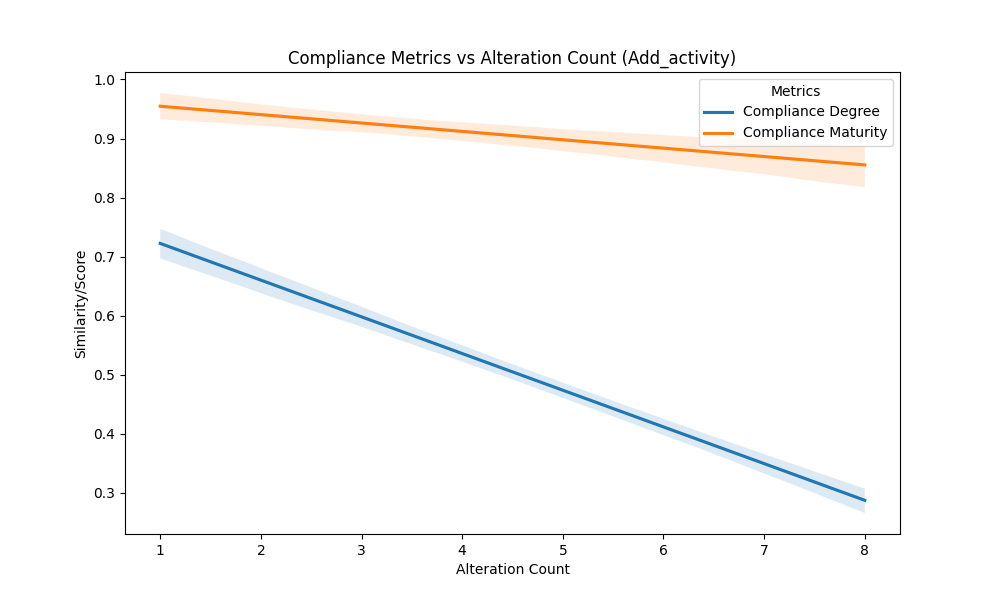 Compliance Metrics vs Alteration Count (Add_activity)
Metrics
Compliance Degree
Compliance Maturity
Similarity/Score
1.0
0.9
0.8
0.7
0.6
0.5
0.4
0.3
1 2 3 4 5 6 7 8
Alteration Count